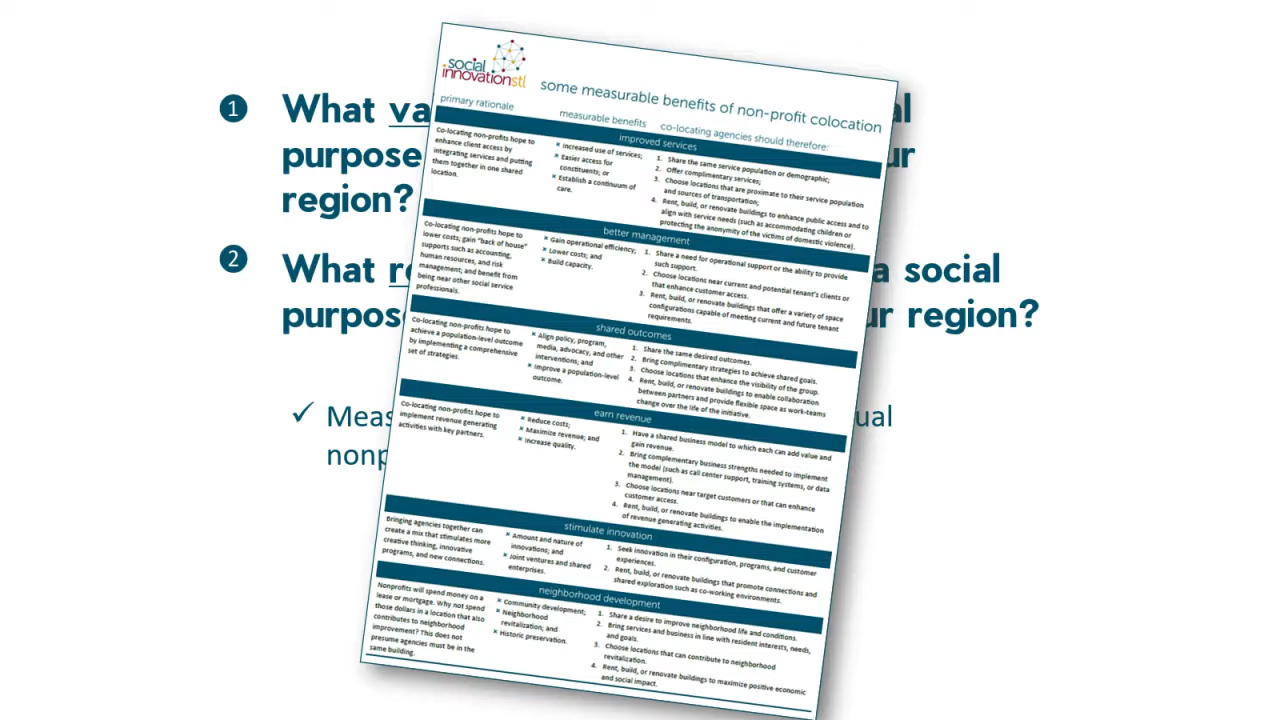 1
What va al
purpose ur
region?
2
What re a social
purpos ur region?
✓ Meas ual
nonp
social
innovationstl
some measurable benefits of non-profit colocation
primary rationale
measurable benefits
co-locating agencies should therefore:
improved services
Co-locating non-profits hope to
enhance client access by
integrating services and putting
them together in one shared
location.
Increased use of services;
Easier access for
constituents; or
Establish a continuum of
care.
1. Share the same service population or demographic;
2. Offer complimentary services;
3. Choose locations that are proximate to their service population
and sources of transportation;
4. Rent, build, or renovate buildings to enhance public access and to
align with service needs (such as accommodating children or
protecting the anonymity of the victims of domestic violence).
better management
Co-locating non-profits hope to
lower costs; gain "back of house"
supports such as accounting,
human resources, and risk
management; and benefit from
being near other social service
professionals.
Gain operational efficiency;
Lower costs; and
Build capacity.
1. Share a need for operational support or the ability to provide
such support.
2. Choose locations near current and potential tenant's clients or
that enhance customer access.
3. Rent, build, or renovate buildings that offer a variety of space
configurations capable of meeting current and future tenant
requirements.
shared outcomes
Co-locating non-profits hope to
achieve a population-level outcome
by implementing a comprehensive
set of strategies.
Align policy, program,
media, advocacy, and other
interventions; and
Improve a population-level
outcome.
1. Share the same desired outcomes.
2. Bring complimentary strategies to achieve shared goals.
3. Choose locations that enhance the visibility of the group.
4. Rent, build, or renovate buildings to enable collaboration
between partners and provide flexible space as work-teams
change over the life of the initiative.
earn revenue
Co-locating non-profits hope to
implement revenue generating
activities with key partners.
Reduce costs;
Maximize revenue; and
Increase quality.
1. Have a shared business model to which each can add value and
gain revenue.
2. Bring complementary business strengths needed to implement
the model (such as call center support, training systems, or data
management).
3. Choose locations near target customers or that can enhance
customer access.
4. Rent, build, or renovate buildings to enable the implementation
of revenue generating activities.
stimulate innovation
Bringing agencies together can
create a mix that stimulates more
creative thinking, innovative
programs, and new connections.
Amount and nature of
innovations; and
Joint ventures and shared
enterprises.
1. Seek innovation in their configuration, programs, and customer
experiences.
2. Rent, build, or renovate buildings that promote connections and
shared exploration such as co-working environments.
neighborhood development
Nonprofits will spend money on a
lease or mortgage. Why not spend
those dollars in a location that also
contributes to neighborhood
improvement? This does not
presume agencies must be in the
same building.
Community development;
Neighborhood
revitalization; and
Historic preservation.
1. Share a desire to improve neighborhood life and conditions.
2. Bring services and business in line with resident interests, needs,
and goals.
3. Choose locations that can contribute to neighborhood
revitalization.
4. Rent, build, or renovate buildings to maximize positive economic
and social impact.